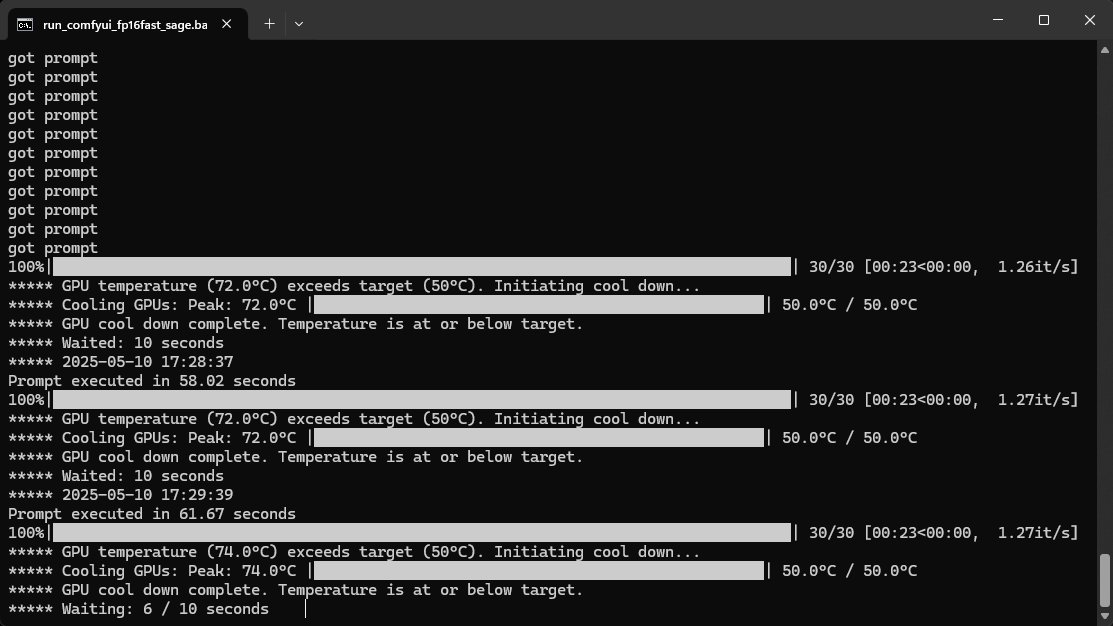 run_comfyui_fp16fast_sage.ba
got prompt
got prompt
got prompt
got prompt
got prompt
got prompt
got prompt
got prompt
got prompt
got prompt
got prompt
100%| | 30/30 [00:23<00:00, 1.26it/s]
***** GPU temperature (72.0°C) exceeds target (50°C). Initiating cool down...
***** Cooling GPUs: Peak: 72.0°C | | 50.0°C / 50.0°C
***** GPU cool down complete. Temperature is at or below target.
***** Waited: 10 seconds
***** 2025-05-10 17:28:37
Prompt executed in 58.02 seconds
100%| | 30/30 [00:23<00:00, 1.27it/s]
***** GPU temperature (72.0°C) exceeds target (50°C). Initiating cool down...
***** Cooling GPUs: Peak: 72.0°C | | 50.0°C / 50.0°C
***** GPU cool down complete. Temperature is at or below target.
***** Waited: 10 seconds
***** 2025-05-10 17:29:39
Prompt executed in 61.67 seconds
100%| | 30/30 [00:23<00:00, 1.27it/s]
***** GPU temperature (74.0°C) exceeds target (50°C). Initiating cool down...
***** Cooling GPUs: Peak: 74.0°C | | 50.0°C / 50.0°C
***** GPU cool down complete. Temperature is at or below target.
***** Waiting: 6 / 10 seconds